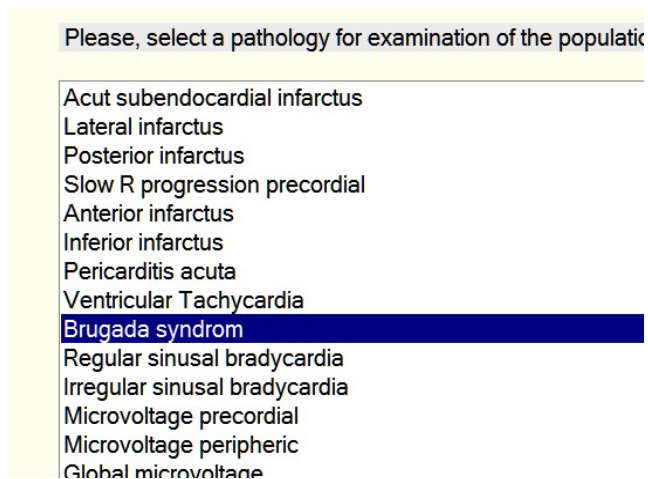 Please, select a pathology for examination of the
Acut subendocardial infarctus
Lateral infarctus
Posterior infarctus
Slow R progression precordial
Anterior infarctus
Inferior infarctus
Pericarditis acuta
Ventricular Tachycardia
Brugada syndrom
Regular sinusal bradycardia
Irregular sinusal bradycardia
Microvoltage precordial
Microvoltage peripheric
Global microvoltage